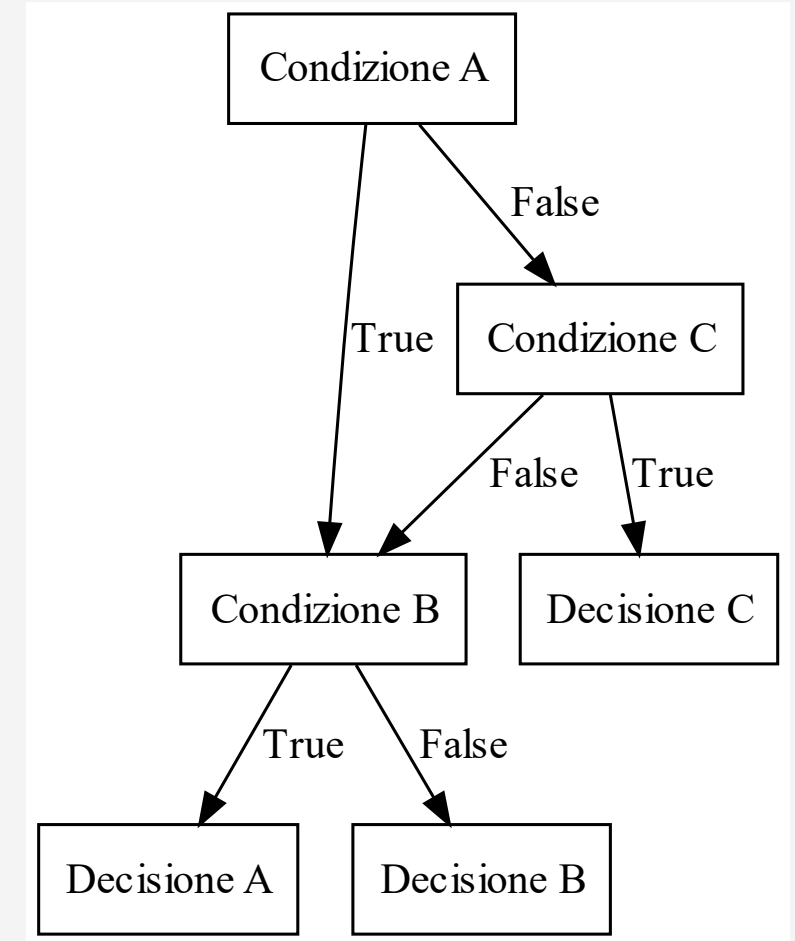 Condizione A
False
True
Condizione C
False
True
Condizione B
Decisione C
True
False
Decisione A
Decisione B